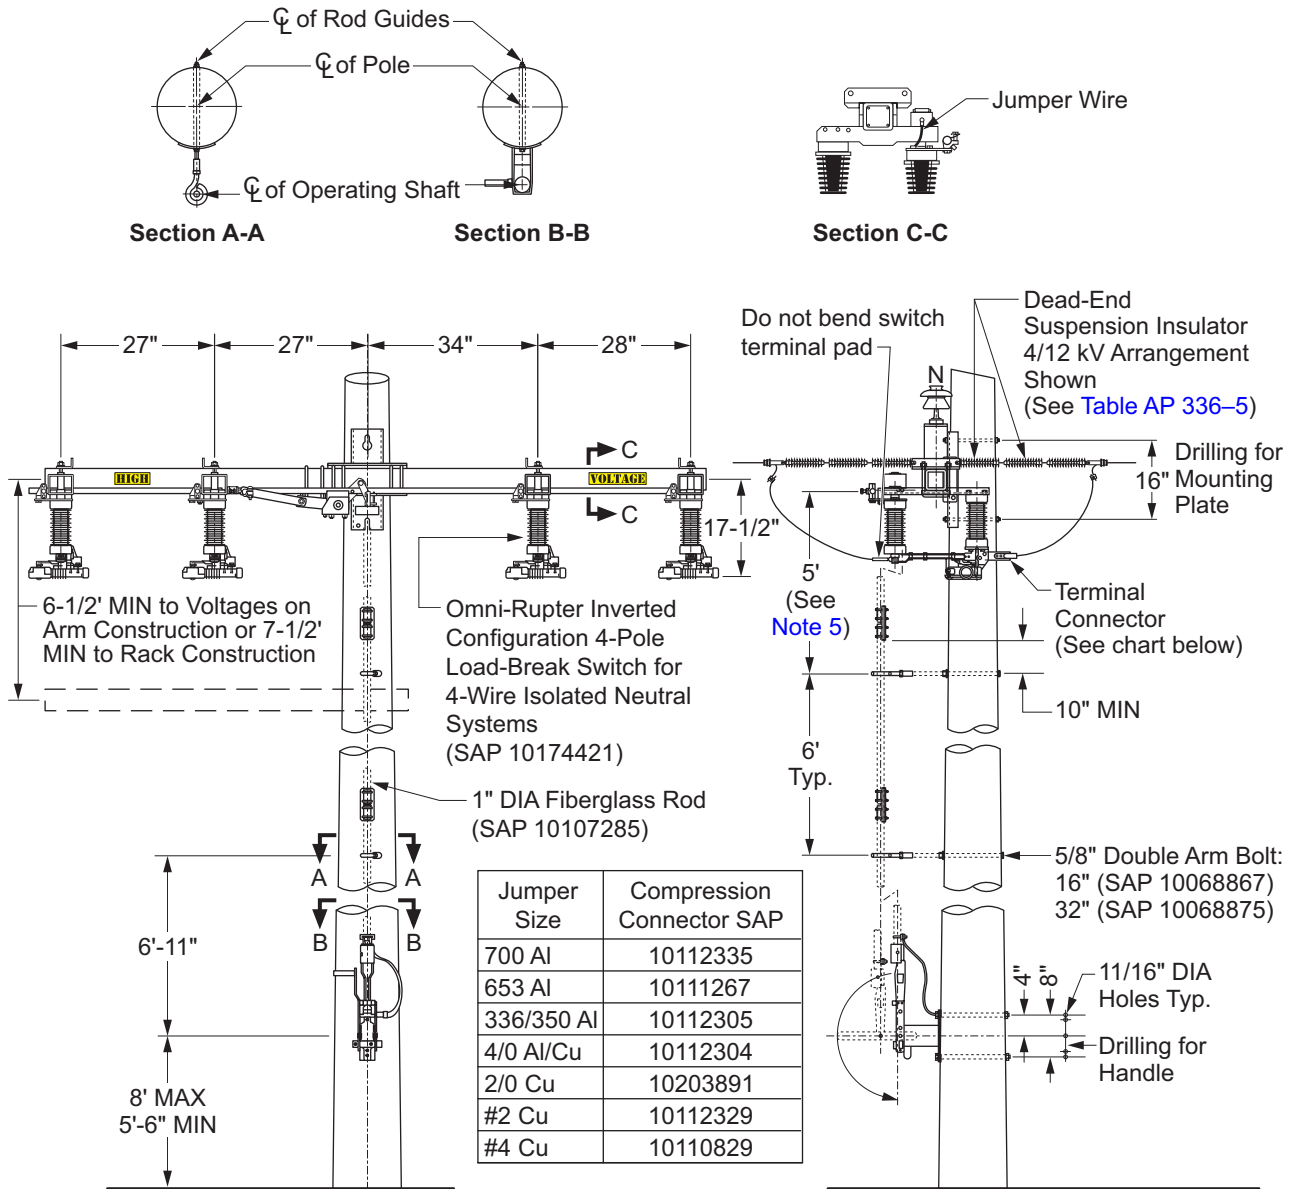 ℄ of Rod Guides
℄ of Pole
℄ of Operating Shaft
Section A-A
Section B-B
Jumper Wire
Section C-C
27"
27"
34"
28"
HIGH
VOLTAGE
C
C
17-1/2"
6-1/2' MIN to Voltages on
Arm Construction or 7-1/2'
MIN to Rack Construction
Omni-Rupter Inverted
Configuration 4-Pole
Load-Break Switch for
4-Wire Isolated Neutral
Systems
(SAP 10174421)
1" DIA Fiberglass Rod
(SAP 10107285)
A
A
B
B
6'-11"
8' MAX
5'-6" MIN
Do not bend switch
terminal pad
N
Dead-End
Suspension Insulator
4/12 kV Arrangement
Shown
(See Table AP 336–5)
16"
Drilling for
Mounting
Plate
5'
(See
Note 5)
Terminal
Connector
(See chart below)
10" MIN
6'
Typ.
5/8" Double Arm Bolt:
16" (SAP 10068867)
32" (SAP 10068875)
4"
8"
11/16" DIA
Holes Typ.
Drilling for
Handle
Jumper Size Compression Connector SAP
700 Al 10112335
653 Al 10111267
336/350 Al 10112305
4/0 Al/Cu 10112304
2/0 Cu 10203891
#2 Cu 10112329
#4 Cu 10110829